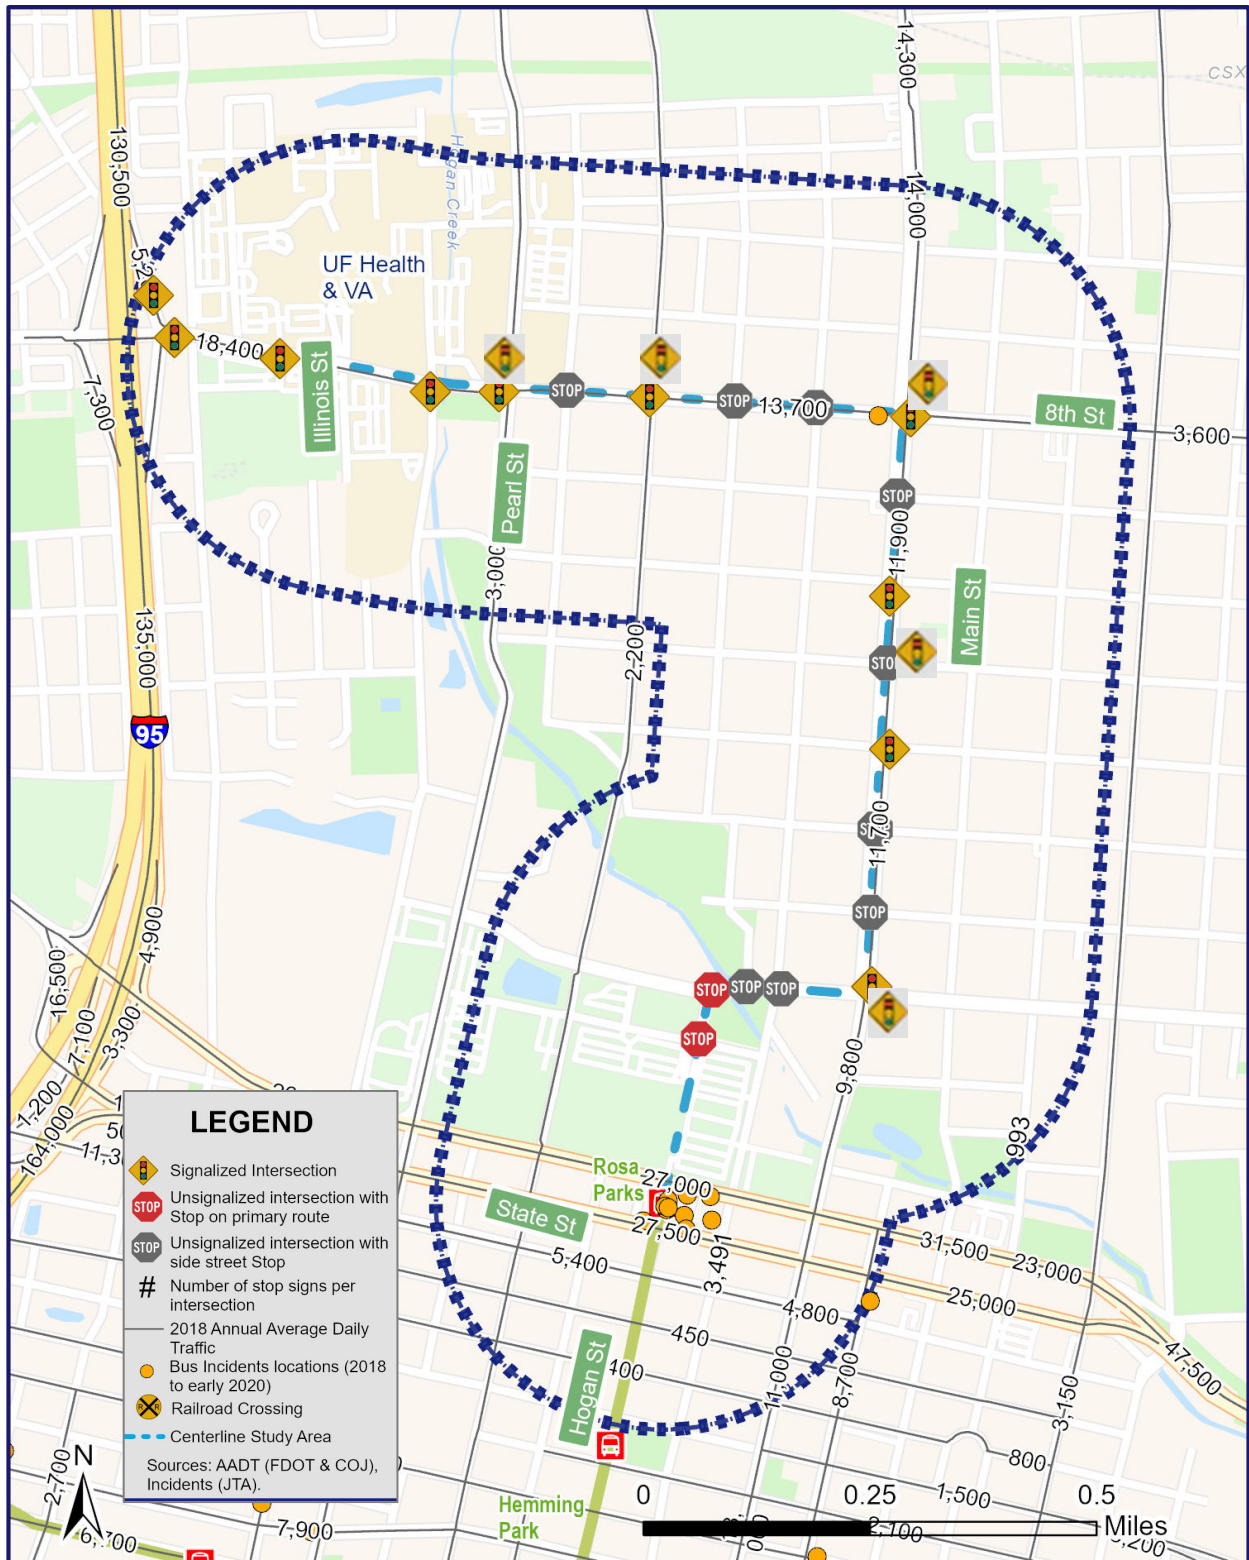 14,300
CSX
130,500
Hogan Creek
14,000
5,2
UF Health
& VA
18,400
Illinois St
7,300
STOP
STOP
13,700
8th St
3,600
Pearl St
STOP
11,900
3,000
Main St
135,000
2,200
STO
95
11,700
STOP
4,900
16,500
STOP
STOP
STOP
STOP
7,100
3,300
9,800
1,200
164,000
11,3
993
Rosa
Parks
27,000
State St
27,500
31,500
23,000
5,400
3,491
25,000
4,800
450
47,500
400
Hogan St
11,000
8,700
3,150
800
LEGEND
Signalized Intersection
STOP
Unsignalized intersection with
Stop on primary route
STOP
Unsignalized intersection with
side street Stop
#
Number of stop signs per
intersection
2018 Annual Average Daily
Traffic
Bus Incidents locations (2018
to early 2020)
Railroad Crossing
Centerline Study Area
Sources: AADT (FDOT & COJ),
Incidents (JTA).
N
2,700
7,900
Hemming
Park
0
0.25
0.5
Miles
1,500
2,100